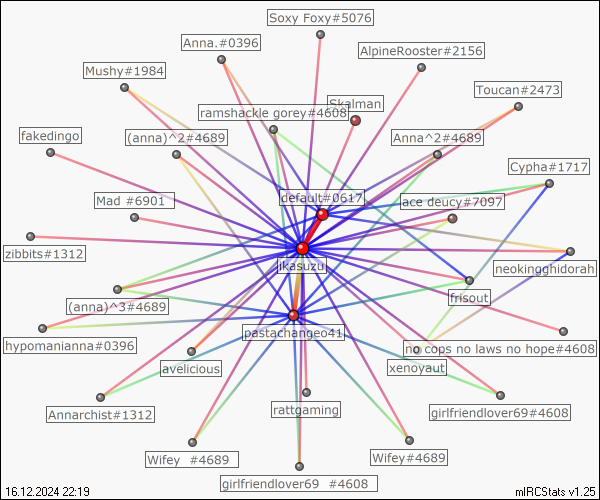 Soxy Foxy#5076
Anna.#0396
AlpineRooster#2156
Mushy#1984
Toucan#2473
Skalman
ramshackle gorey#4608
fakedingo
(anna)^2#4689
Anna^2#4689
Cypha#1717
Mad #6901
default#0617
ace deucy#7097
zibbits#1312
jkasuzu
neokingghidorah
(anna)^3#4689
frisout
hypomanianna#0396
pastachangeo41
no cops no laws no hope#4608
avelicious
xenoyaut
Annarchist#1312
rattgaming
girlfriendlover69#4608
Wifey #4689
Wifey#4689
girlfriendlover69 #4608
16.12.2024 22:19
mIRCStats v1.25